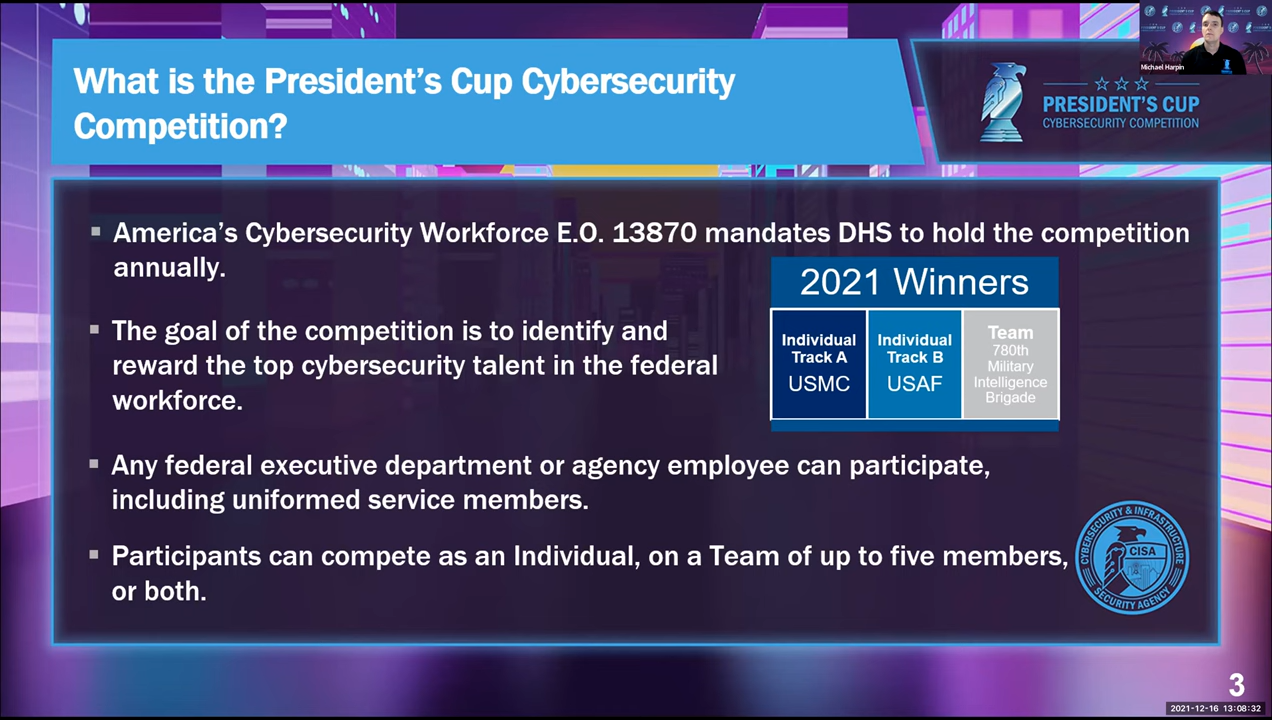 What is the President's Cup Cybersecurity
Competition?
★★★
PRESIDENT'S CUP
CYBERSECURITY COMPETITION
Michael Harpin
▪ America's Cybersecurity Workforce E.O. 13870 mandates DHS to hold the competition
annually.
▪ The goal of the competition is to identify and
reward the top cybersecurity talent in the federal
workforce.
2021 Winners
Individual
Track A
USMC
Individual
Track B
USAF
Team
780th
Military
Intelligence
Brigade
▪ Any federal executive department or agency employee can participate,
including uniformed service members.
▪ Participants can compete as an Individual, on a Team of up to five members,
or both.
CYBERSECURITY & INFRASTRUCTURE
CISA
SECURITY AGENCY
3
2021-12-16 13:08:32